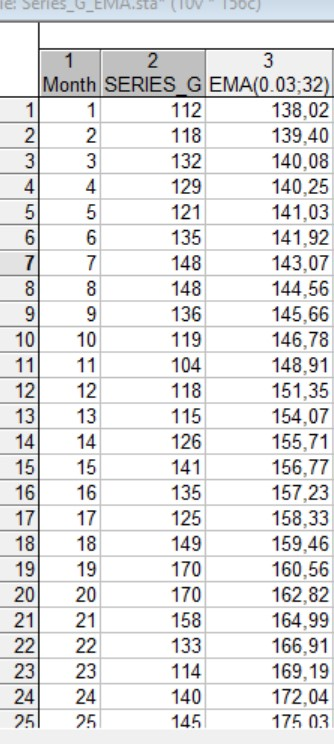 le: Series_G_EMA.sta* (10v * 156c)
1 2 3
Month SERIES_G EMA(0.03;32)
1 1 112 138,02
2 2 118 139,40
3 3 132 140,08
4 4 129 140,25
5 5 121 141,03
6 6 135 141,92
7 7 148 143,07
8 8 148 144,56
9 9 136 145,66
10 10 119 146,78
11 11 104 148,91
12 12 118 151,35
13 13 115 154,07
14 14 126 155,71
15 15 141 156,77
16 16 135 157,23
17 17 125 158,33
18 18 149 159,46
19 19 170 160,56
20 20 170 162,82
21 21 158 164,99
22 22 133 166,91
23 23 114 169,19
24 24 140 172,04
25 25 145 175,03